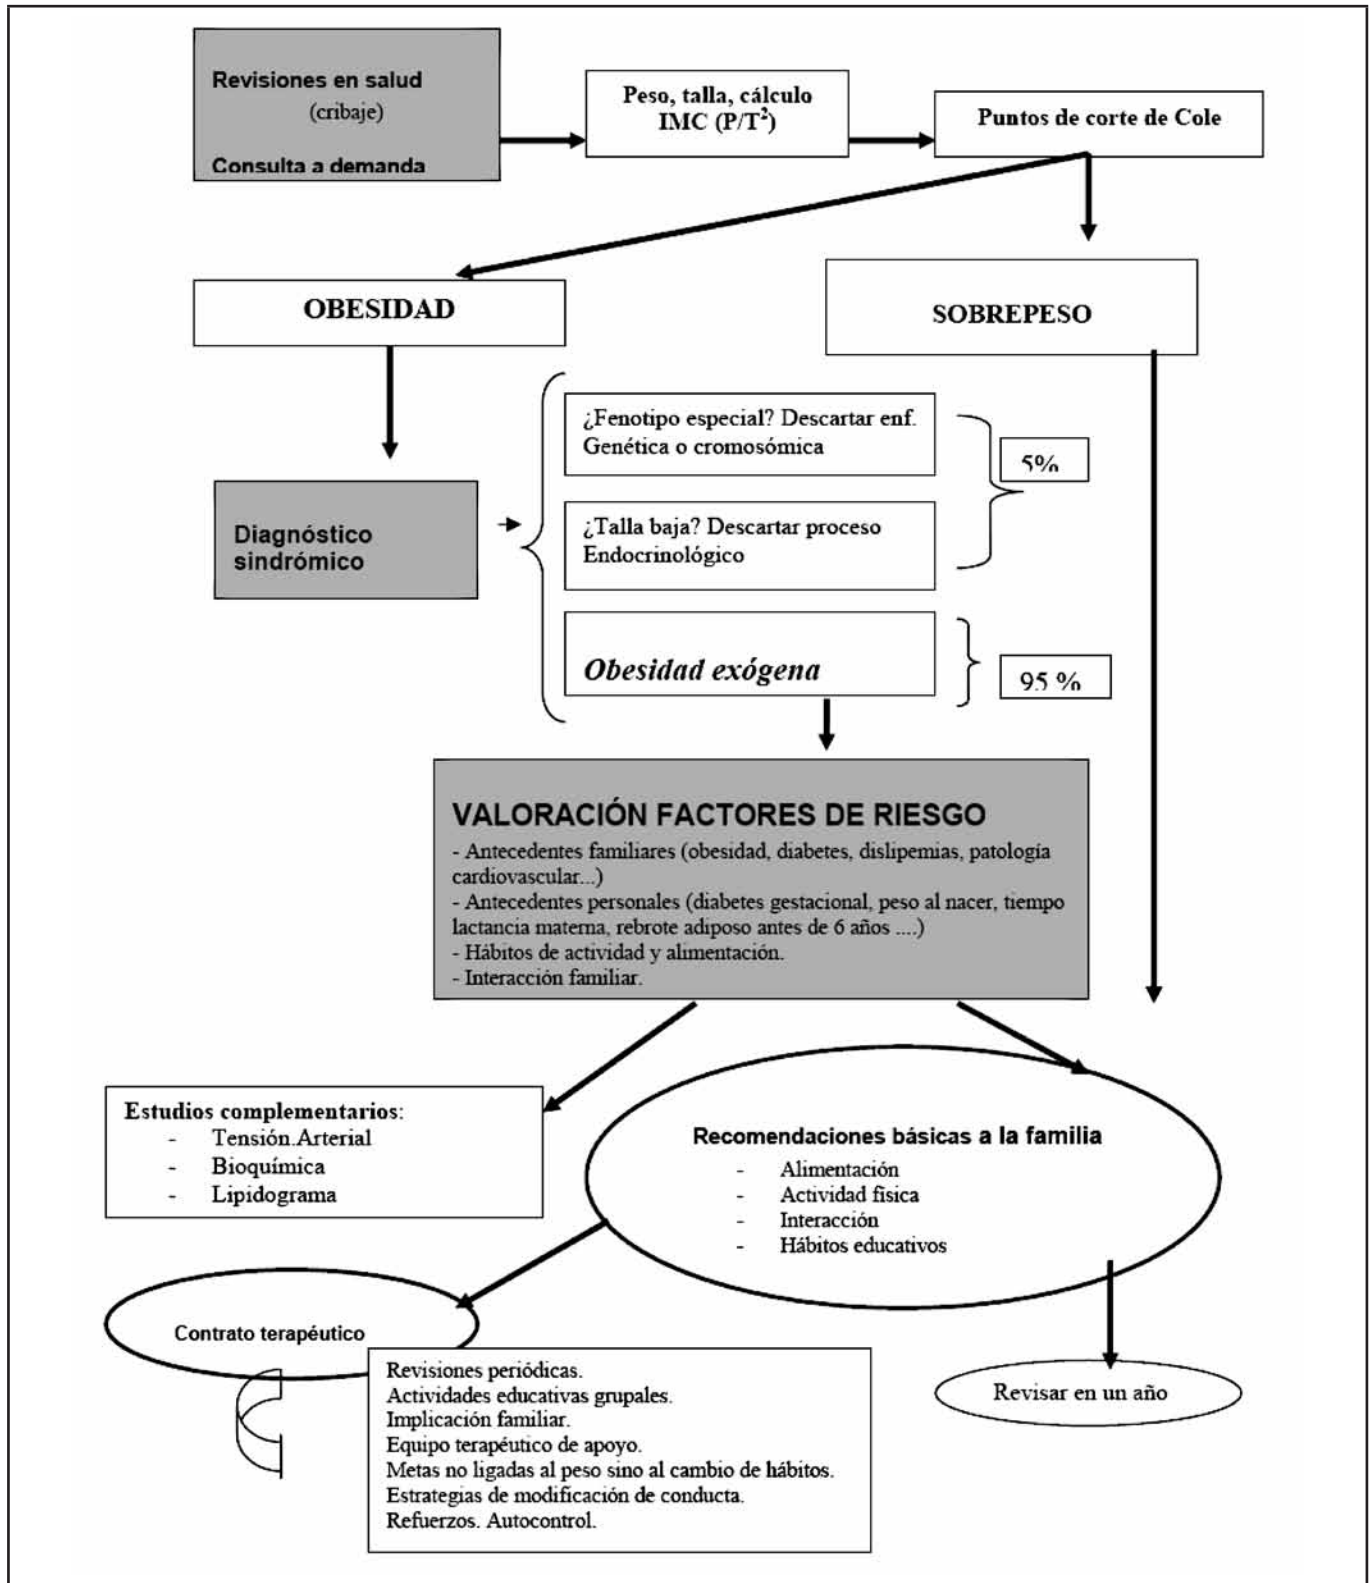 Revisiones en salud
(cribaje)
Consulta a demanda
Peso, talla, cálculo
IMC (P/T²)
Puntos de corte de Cole
OBESIDAD
SOBREPESO
¿Fenotipo especial? Descartar enf.
Genética o cromosómica
5%
Diagnóstico
sindrómico
¿Talla baja? Descartar proceso
Endocrinológico
Obesidad exógena
95 %
VALORACIÓN FACTORES DE RIESGO
- Antecedentes familiares (obesidad, diabetes, dislipemias, patología
cardiovascular...)
- Antecedentes personales (diabetes gestacional, peso al nacer, tiempo
lactancia materna, rebrote adiposo antes de 6 años ....)
- Hábitos de actividad y alimentación.
- Interacción familiar.
Estudios complementarios:
- Tensión.Arterial
- Bioquímica
- Lipidograma
Recomendaciones básicas a la familia
- Alimentación
- Actividad física
- Interacción
- Hábitos educativos
Contrato terapéutico
Revisiones periódicas.
Actividades educativas grupales.
Implicación familiar.
Equipo terapéutico de apoyo.
Metas no ligadas al peso sino al cambio de hábitos.
Estrategias de modificación de conducta.
Refuerzos. Autocontrol.
Revisar en un año